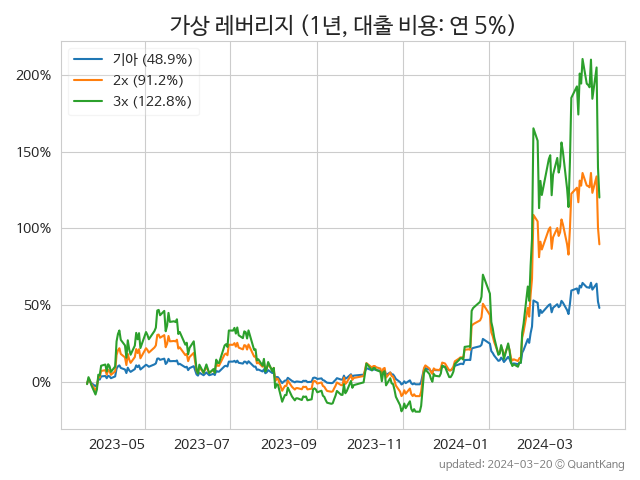 가상 레버리지 (1년, 대출 비용: 연 5%)
기아 (48.9%)
2x (91.2%)
3x (122.8%)
200%
150%
100%
50%
0%
2023-05 2023-07 2023-09 2023-11 2024-01 2024-03
updated: 2024-03-20 © QuantKang